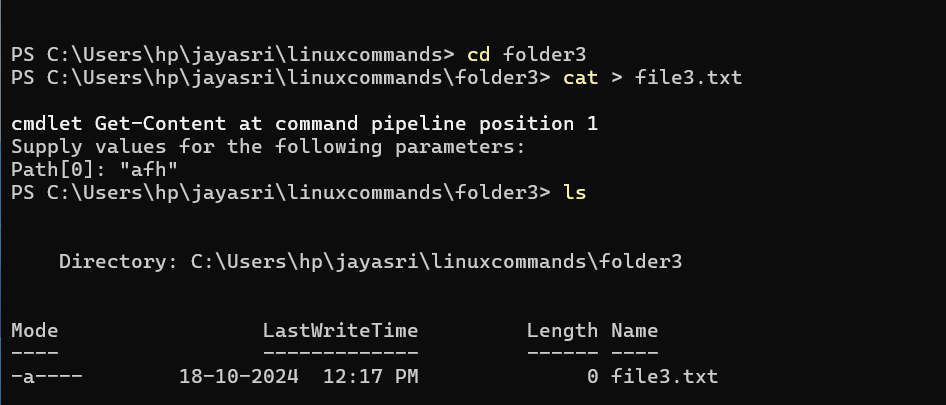 PS C:\Users\hp\jayasri\linuxcommands> cd folder3
PS C:\Users\hp\jayasri\linuxcommands\folder3> cat > file3.txt
cmdlet Get-Content at command pipeline position 1
Supply values for the following parameters:
Path[0]: "afh"
PS C:\Users\hp\jayasri\linuxcommands\folder3> ls
Directory: C:\Users\hp\jayasri\linuxcommands\folder3
Mode                 LastWriteTime         Length Name
----                 -------------         ------ ----
-a----        18-10-2024  12:17 PM              0 file3.txt